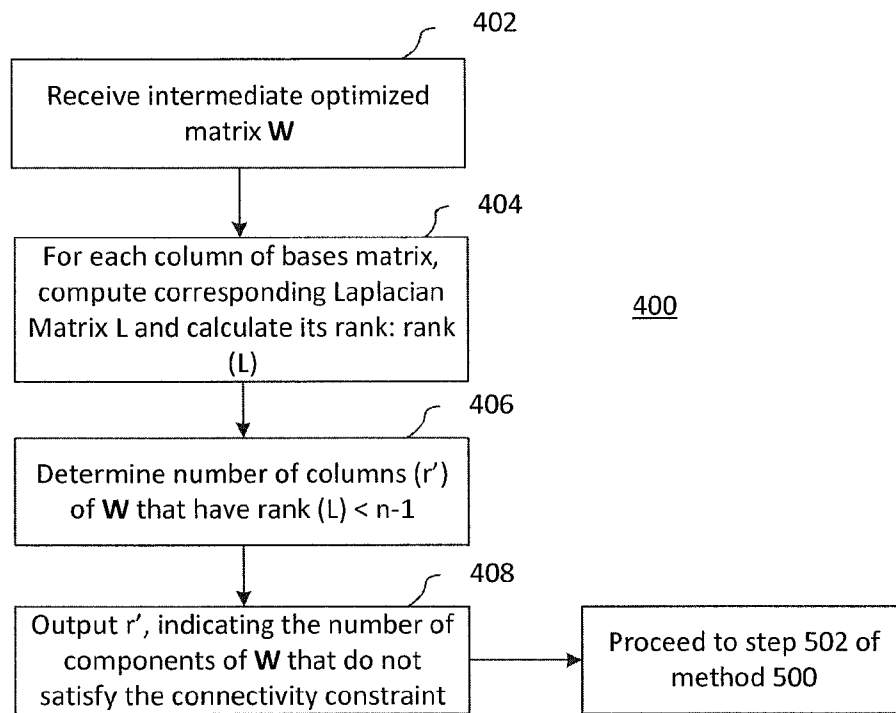 402
Receive intermediate optimized
matrix W
404
For each column of bases matrix,
compute corresponding Laplacian
Matrix L and calculate its rank: rank
(L)
400
406
Determine number of columns (r’)
of W that have rank (L) < n-1
408
Output r’, indicating the number of
components of W that do not
satisfy the connectivity constraint
Proceed to step 502 of
method 500